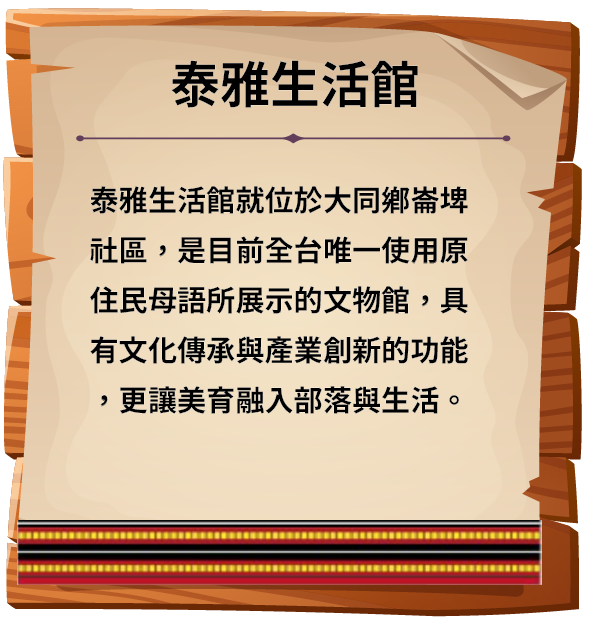 泰雅生活館
泰雅生活館就位於大同鄉崙埤
社區，是目前全台唯一使用原
住民母語所展示的文物館，具
有文化傳承與產業創新的功能
，更讓美育融入部落與生活。